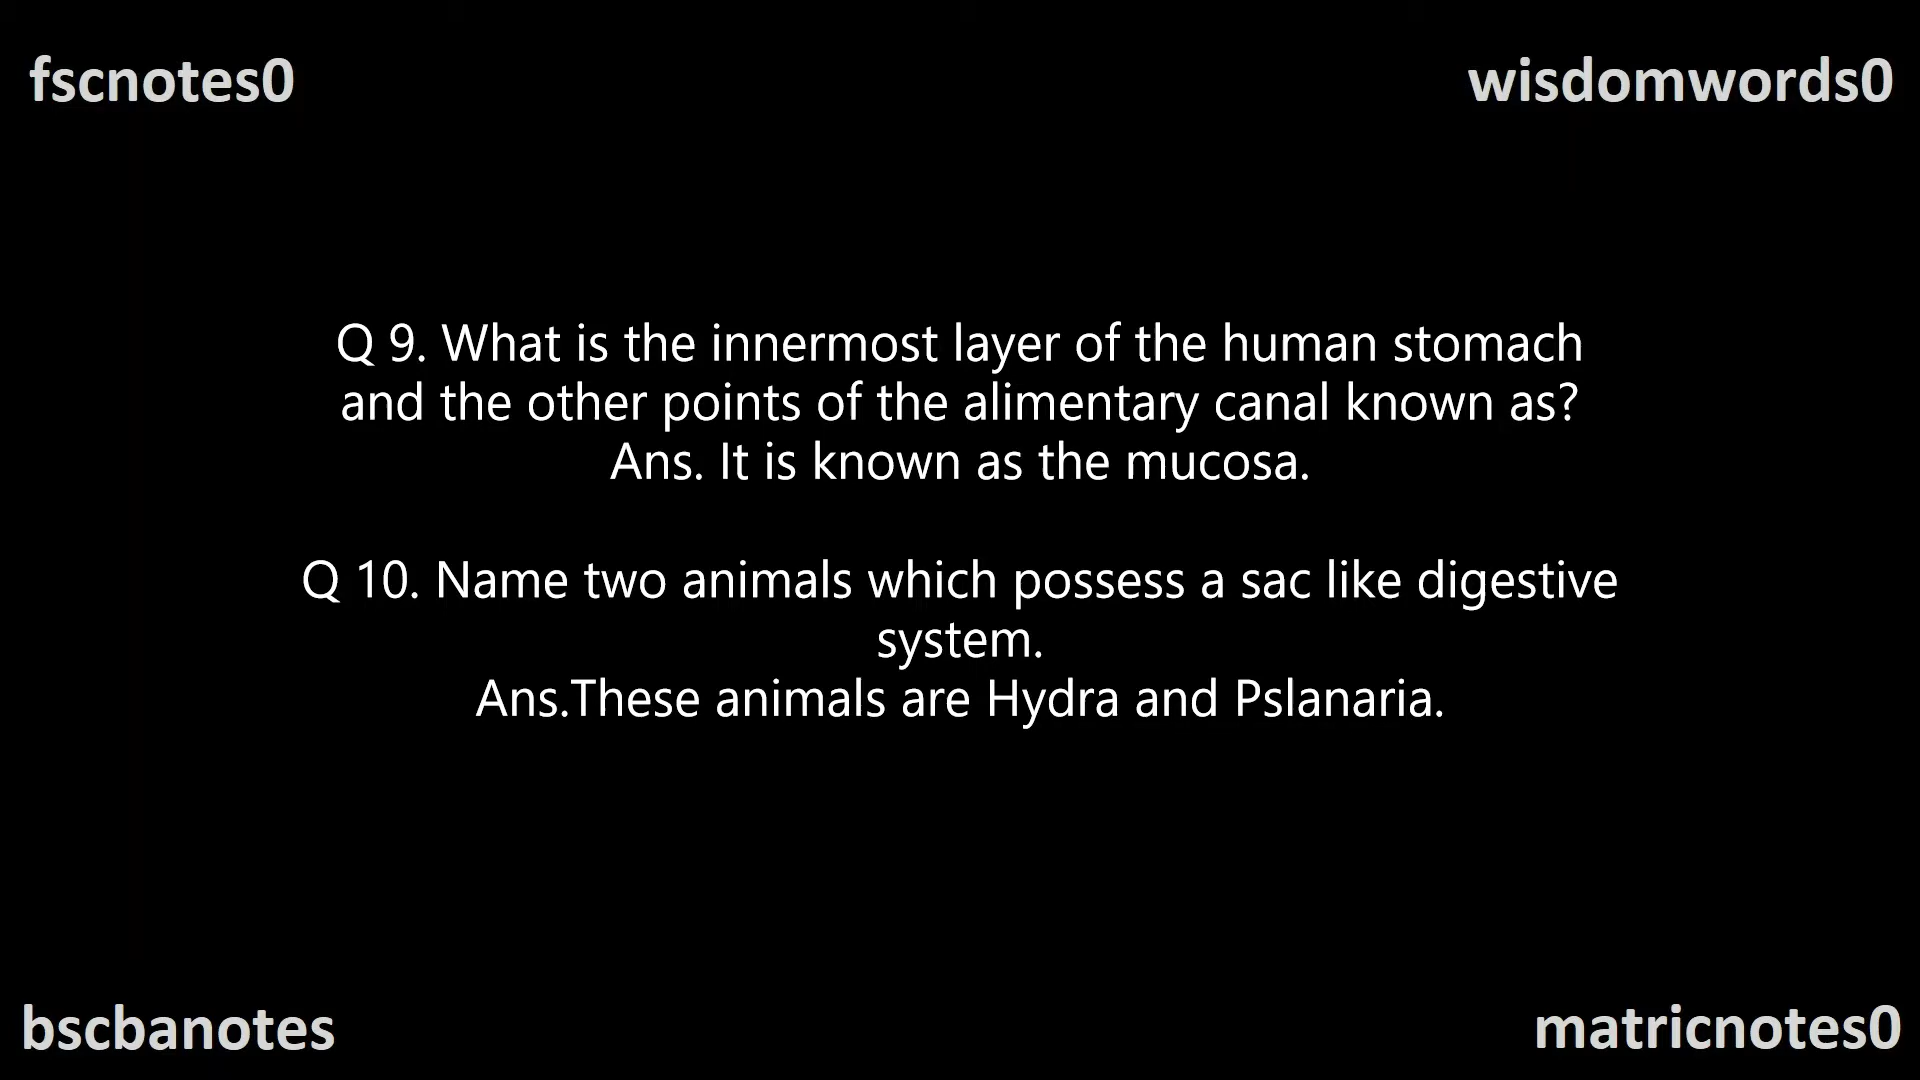 fscnotes0
wisdomwords0
Q 9. What is the innermost layer of the human stomach
and the other points of the alimentary canal known as?
Ans. It is known as the mucosa.
Q 10. Name two animals which possess a sac like digestive
system.
Ans.These animals are Hydra and Pslanaria.
bscbanotes
matricnotes0